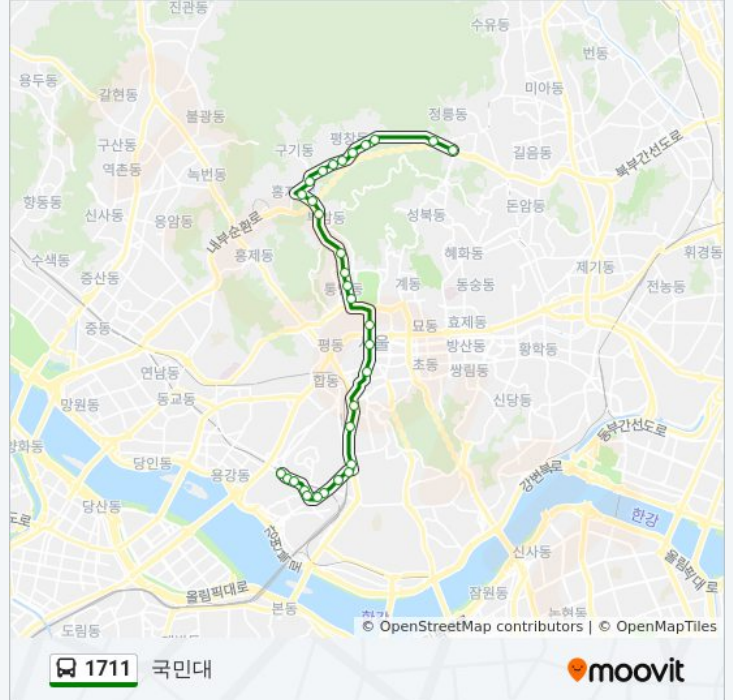 진관동
수유동
번동
용두동
갈현동
미아동
불광동
정릉동
구산동
구기동
평창동
길음동
북부간선도로
역촌동
녹번동
향동동
신사동
응암동
성북동
돈암동
내부순환로
홍제동
혜화동
휘경동
수색동
증산동
계동
동숭동
제기동
전농동
중동
묘동
효제동
평동
방산동
황학동
연남동
합동
초동
쌍림동
망원동
동교동
신당동
동부간선도로
당인동
용강동
강변북로
당산동
한강
신사동
올림픽대로
올림픽대로
본동
잠원동
도림동
© OpenStreetMap contributors | © OpenMapTiles
1711 국민대
moovit